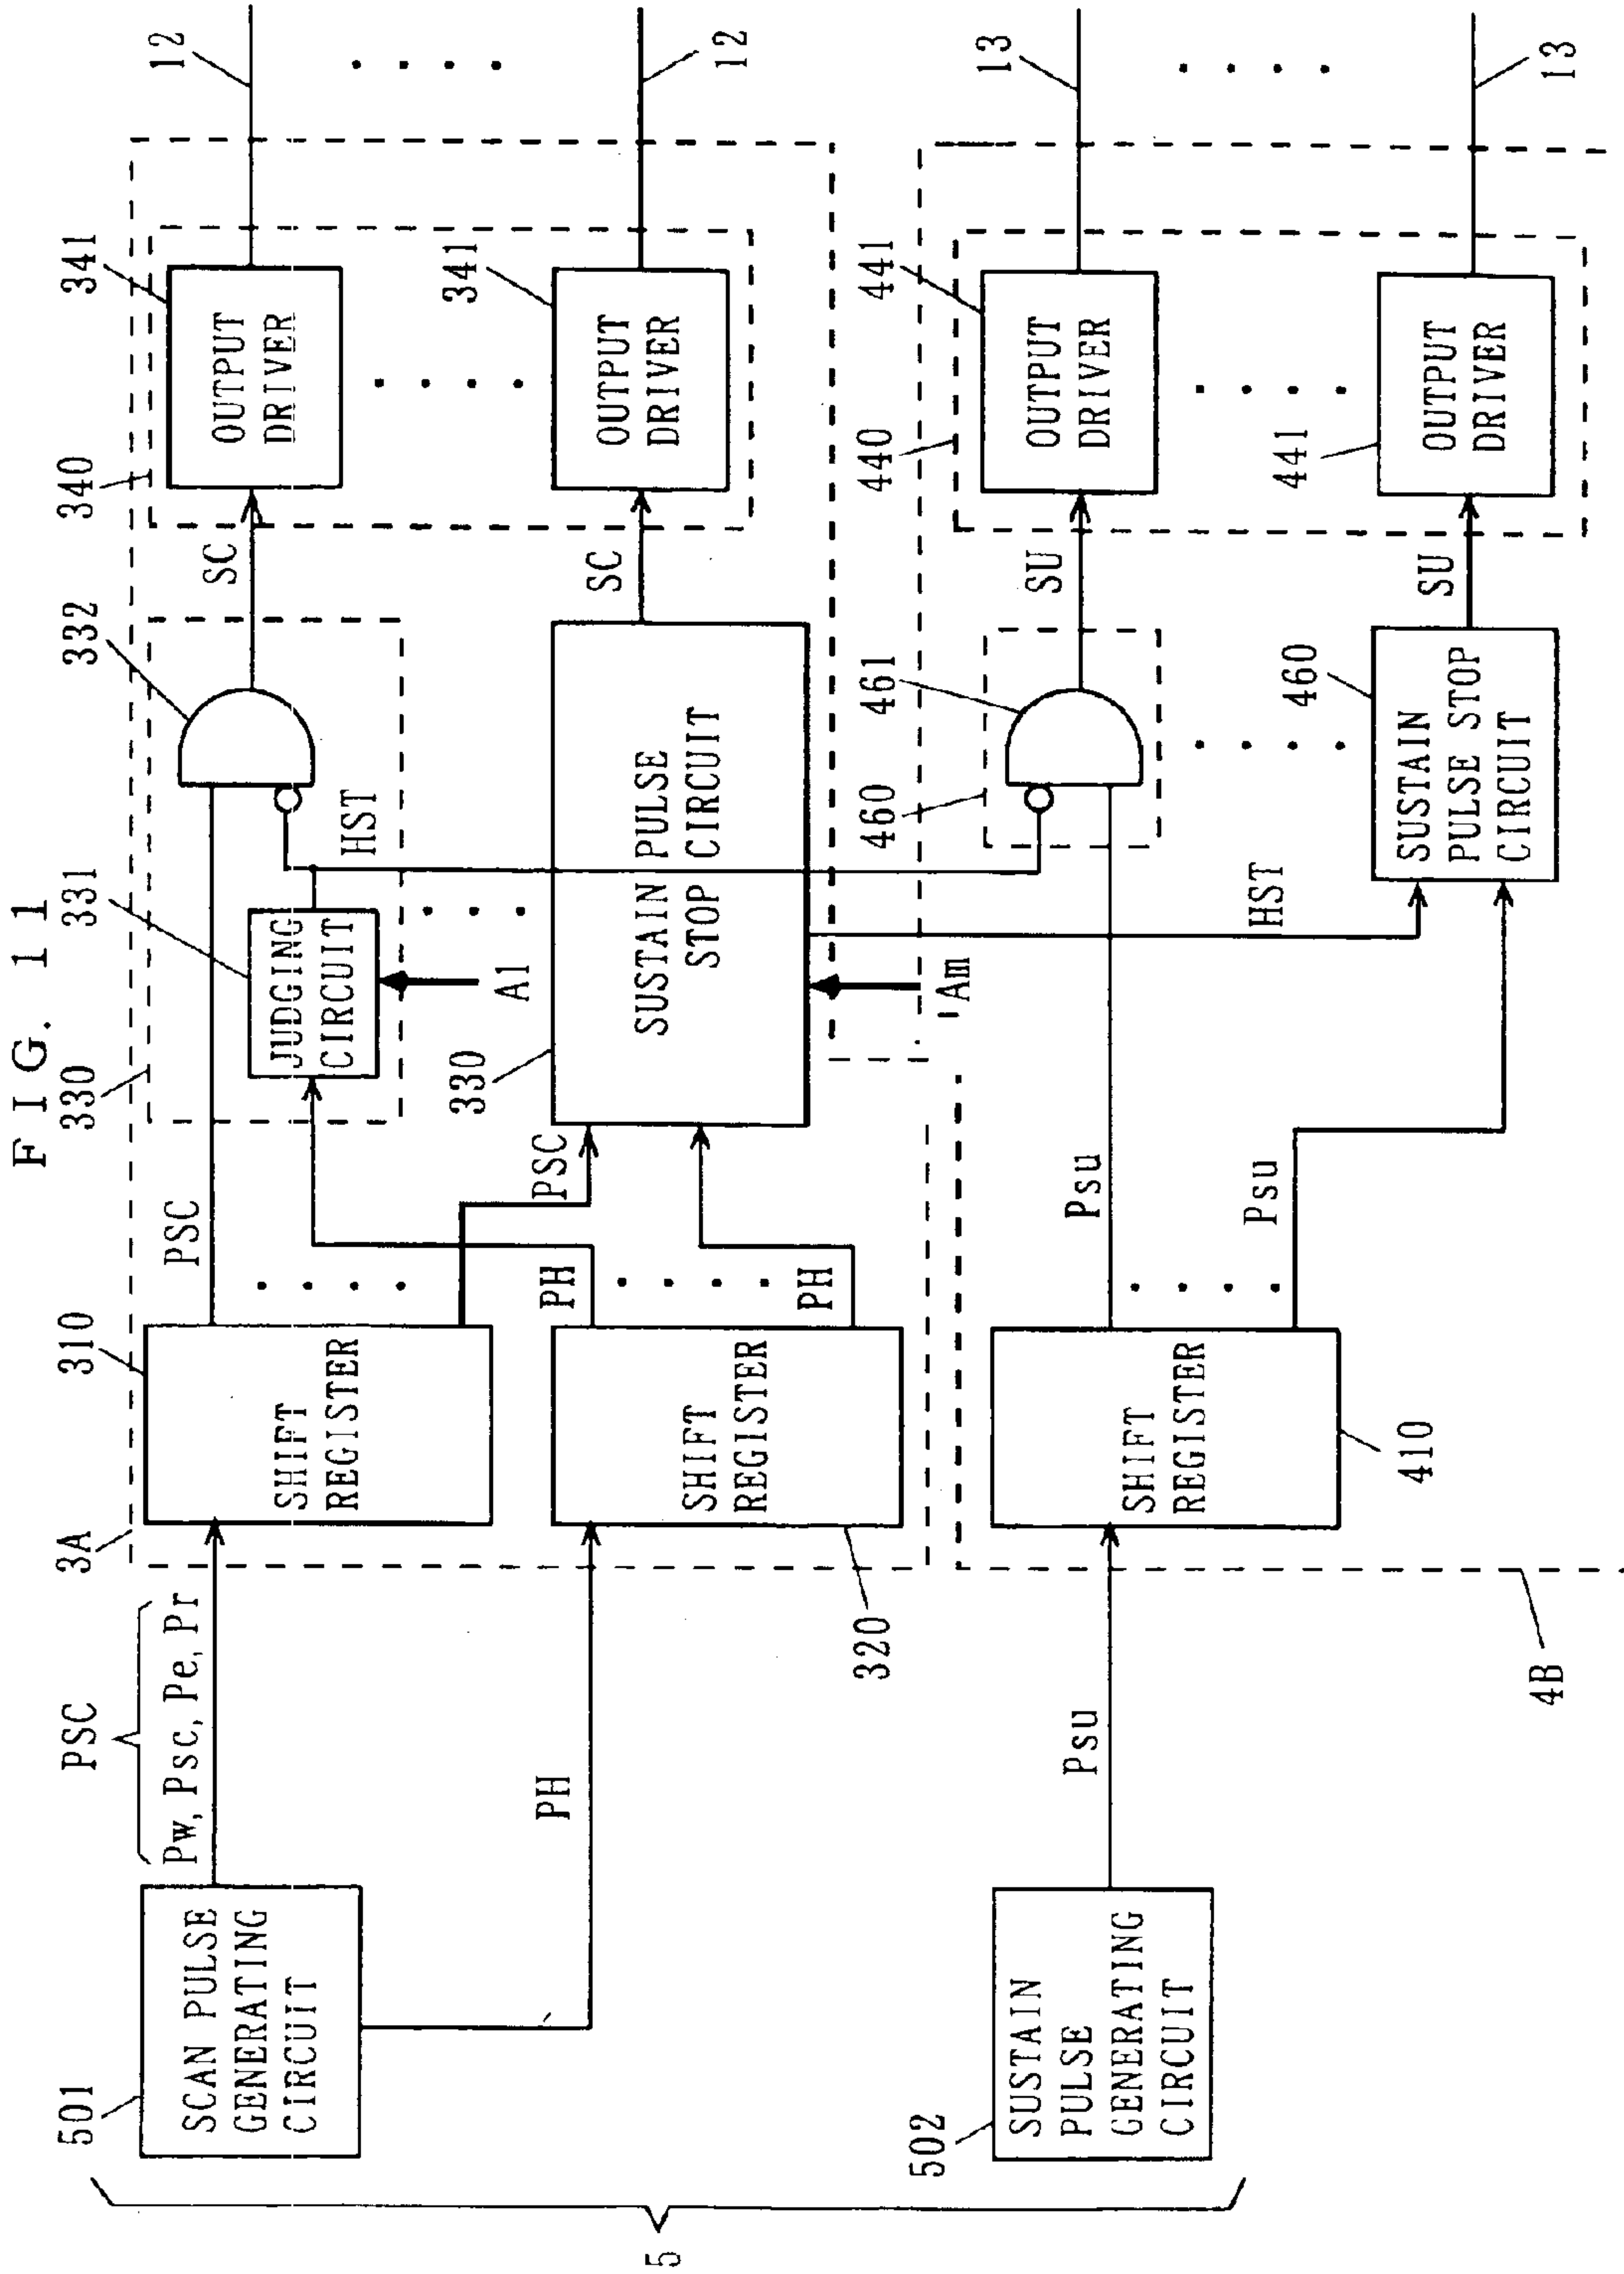 FIG. 11
5
501
SCAN PULSE
GENERATING
CIRCUIT
PSC
Pw, Psc, Pe, Pr
PH
3A
310
SHIFT
REGISTER
PSC
PSC
320
SHIFT
REGISTER
PH
PH
330
331
JUDGING
CIRCUIT
A1
HST
332
SC
330
SUSTAIN PULSE
STOP CIRCUIT
Am
SC
340
341
OUTPUT
DRIVER
341
OUTPUT
DRIVER
12
12
502
SUSTAIN
PULSE
GENERATING
CIRCUIT
Psu
4B
410
SHIFT
REGISTER
Psu
Psu
HST
460
461
SU
460
SUSTAIN
PULSE STOP
CIRCUIT
SU
440
441
OUTPUT
DRIVER
441
OUTPUT
DRIVER
13
13